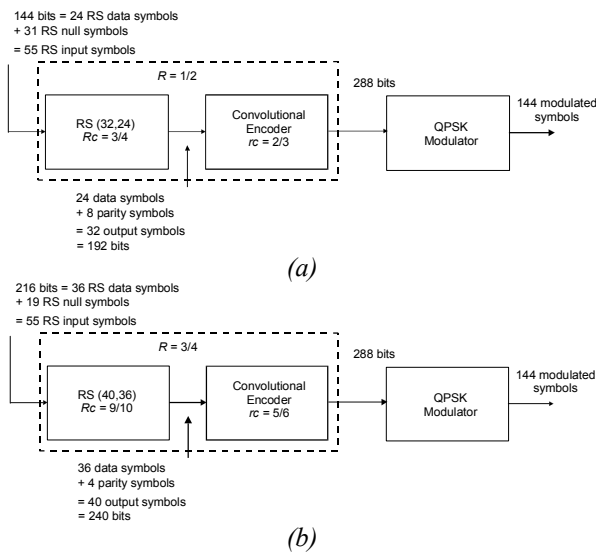 144 bits = 24 RS data symbols
+ 31 RS null symbols
= 55 RS input symbols
R = 1/2
288 bits
144 modulated
symbols
RS (32,24)
Rc = 3/4
Convolutional
Encoder
rc = 2/3
QPSK
Modulator
24 data symbols
+ 8 parity symbols
= 32 output symbols
= 192 bits
(a)
216 bits = 36 RS data symbols
+ 19 RS null symbols
= 55 RS input symbols
R = 3/4
288 bits
144 modulated
symbols
RS (40,36)
Rc = 9/10
Convolutional
Encoder
rc = 5/6
QPSK
Modulator
36 data symbols
+ 4 parity symbols
= 40 output symbols
= 240 bits
(b)